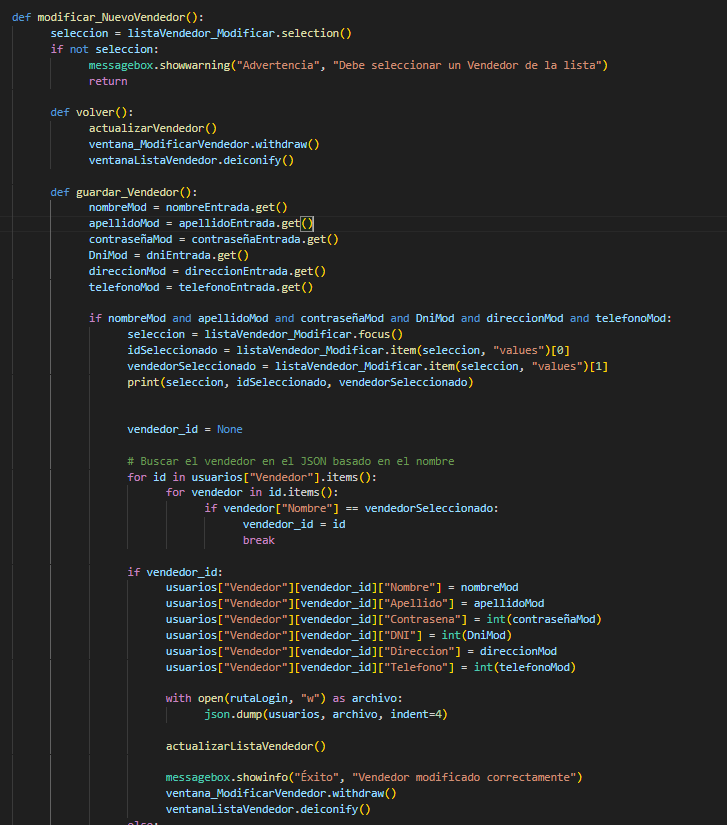 def modificar_NuevoVendedor():
seleccion = listaVendedor_Modificar.selection()
if not seleccion:
messagebox.showwarning("Advertencia", "Debe seleccionar un Vendedor de la lista")
return
def volver():
actualizarVendedor()
ventana_ModificarVendedor.withdraw()
ventanaListaVendedor.deiconify()
def guardar_Vendedor():
nombreMod = nombreEntrada.get()
apellidoMod = apellidoEntrada.get()
contraseñaMod = contraseñaEntrada.get()
DniMod = dniEntrada.get()
direccionMod = direccionEntrada.get()
telefonoMod = telefonoEntrada.get()
if nombreMod and apellidoMod and contraseñaMod and DniMod and direccionMod and telefonoMod:
seleccion = listaVendedor_Modificar.focus()
idSeleccionado = listaVendedor_Modificar.item(seleccion, "values")[0]
vendedorSeleccionado = listaVendedor_Modificar.item(seleccion, "values")[1]
print(seleccion, idSeleccionado, vendedorSeleccionado)
vendedor_id = None
# Buscar el vendedor en el JSON basado en el nombre
for id in usuarios["Vendedor"].items():
for vendedor in id.items():
if vendedor["Nombre"] == vendedorSeleccionado:
vendedor_id = id
break
if vendedor_id:
usuarios["Vendedor"][vendedor_id]["Nombre"] = nombreMod
usuarios["Vendedor"][vendedor_id]["Apellido"] = apellidoMod
usuarios["Vendedor"][vendedor_id]["Contrasena"] = int(contraseñaMod)
usuarios["Vendedor"][vendedor_id]["DNI"] = int(DniMod)
usuarios["Vendedor"][vendedor_id]["Direccion"] = direccionMod
usuarios["Vendedor"][vendedor_id]["Telefono"] = int(telefonoMod)
with open(rutaLogin, "w") as archivo:
json.dump(usuarios, archivo, indent=4)
actualizarListaVendedor()
messagebox.showinfo("Éxito", "Vendedor modificado correctamente")
ventana_ModificarVendedor.withdraw()
ventanaListaVendedor.deiconify()
else: